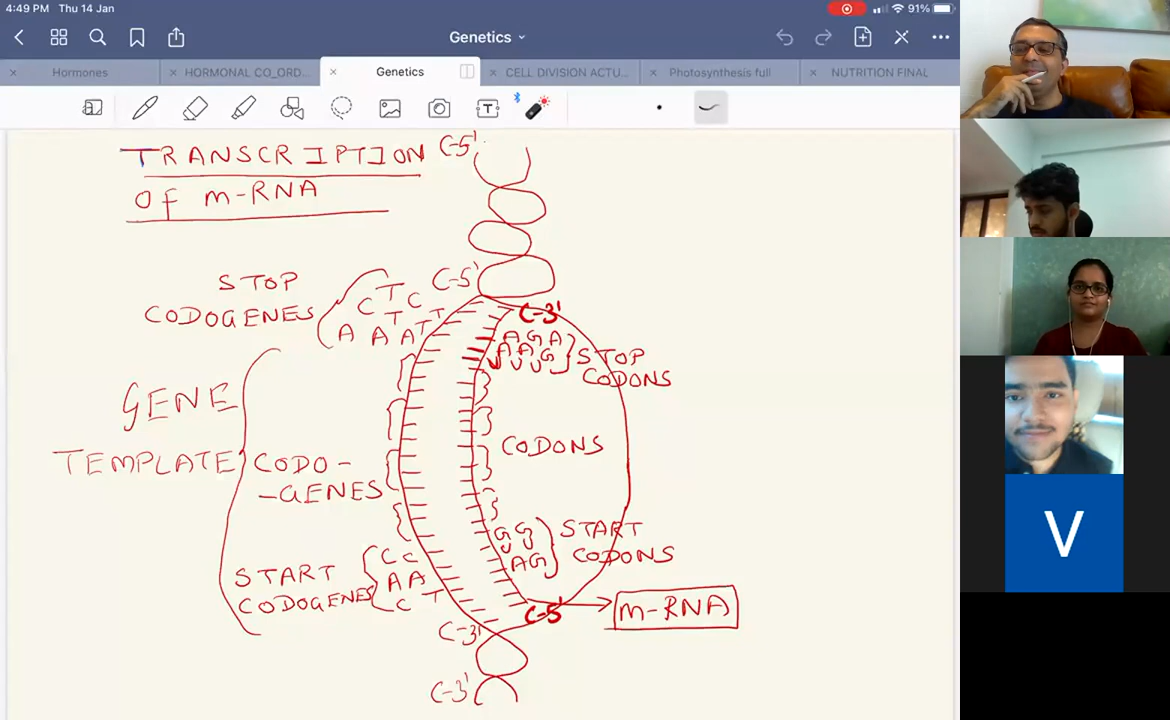 4:49 PM Thu 14 Jan
91%
Genetics
Hormones
HORMONAL CO_ORD...
Genetics
CELL DIVISION ACTU...
Photosynthesis full
NUTRITION FINAL
TRANSCRIPTION
OF m-RNA
C-5'
STOP
CODOGENES
C-5'
T
C C
T T
A A A T
C-3'
A G A
A A G
U U U
STOP
CODONS
GENE
TEMPLATE
CODO-
-GENES
CODONS
START
CODOGENES
C C
A A
C T
G G
U U
A G
START
CODONS
C-5'
m-RNA
C-3'
C-3'
V